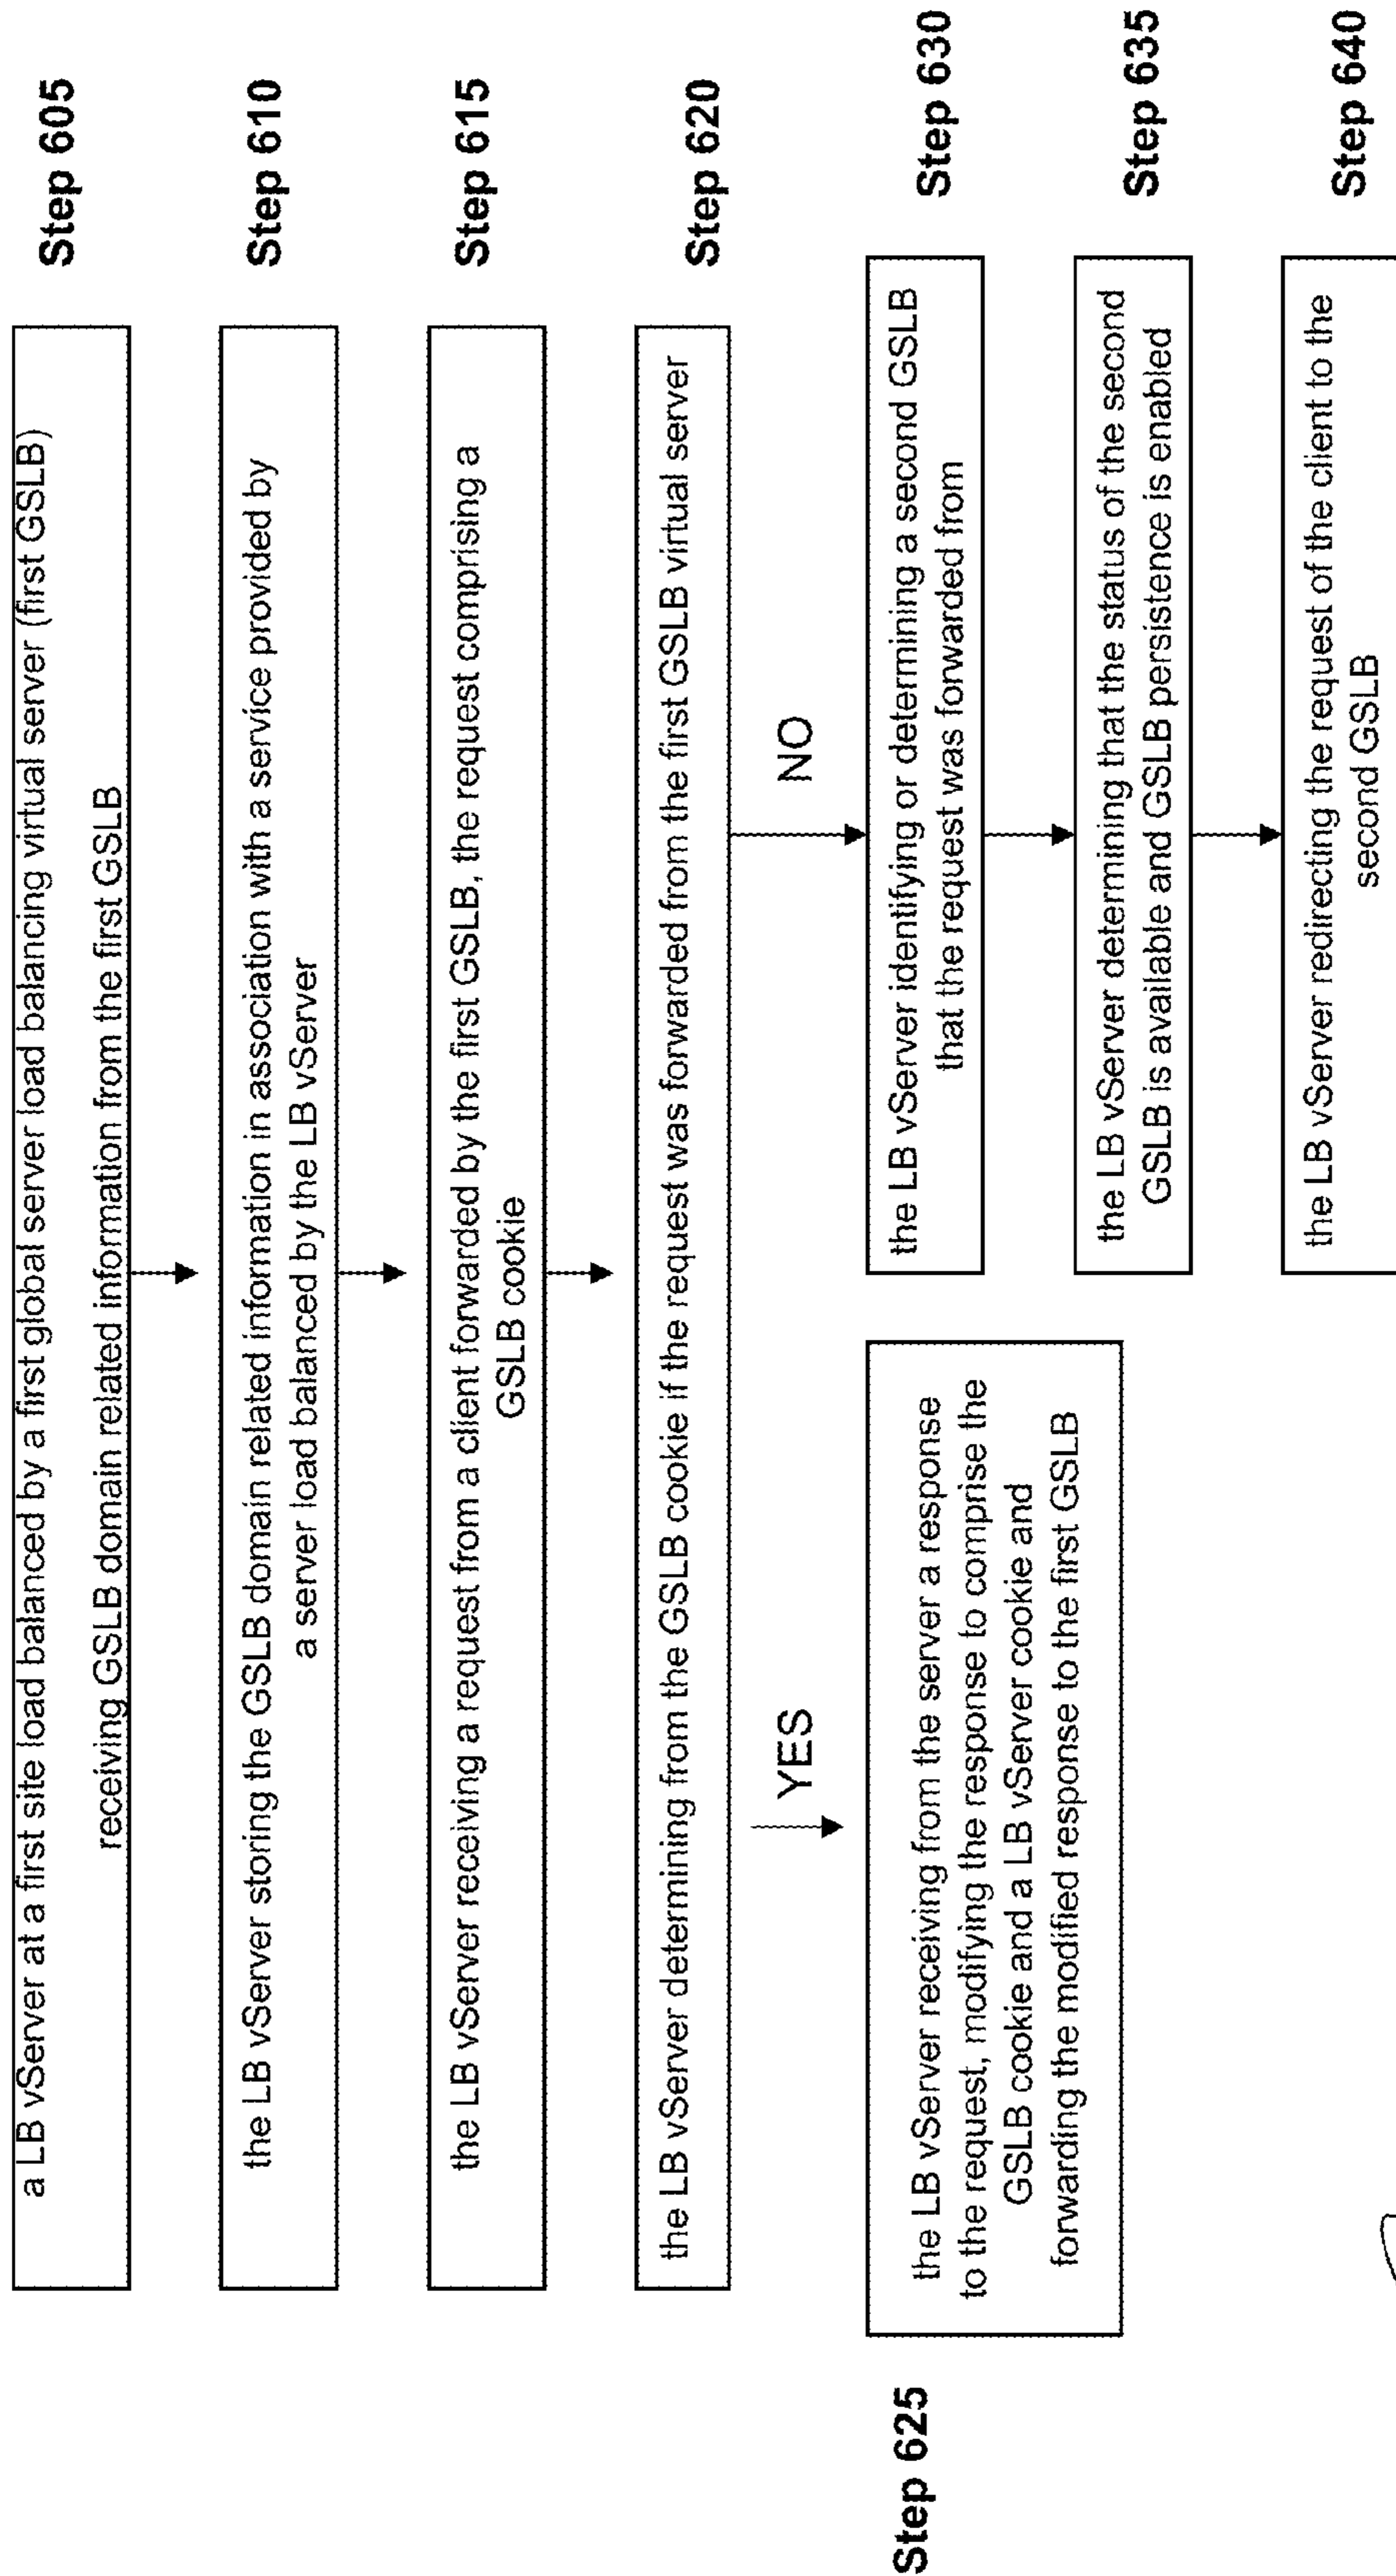 a LB vServer at a first site load balanced by a first global server load balancing virtual server (first GSLB)
receiving GSLB domain related information from the first GSLB
Step 605
the LB vServer storing the GSLB domain related information in association with a service provided by
a server load balanced by the LB vServer
Step 610
the LB vServer receiving a request from a client forwarded by the first GSLB, the request comprising a
GSLB cookie
Step 615
the LB vServer determining from the GSLB cookie if the request was forwarded from the first GSLB virtual server
Step 620
YES
NO
Step 625
the LB vServer receiving from the server a response
to the request, modifying the response to comprise the
GSLB cookie and a LB vServer cookie and
forwarding the modified response to the first GSLB
the LB vServer identifying or determining a second GSLB
that the request was forwarded from
Step 630
the LB vServer determining that the status of the second
GSLB is available and GSLB persistence is enabled
Step 635
the LB vServer redirecting the request of the client to the
second GSLB
Step 640